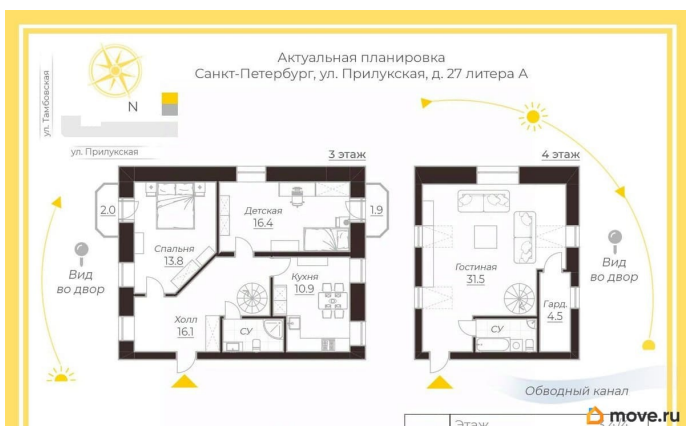 Актуальная планировка
Санкт-Петербург, ул. Прилукская, д. 27 литера А
ул. Тамбовская
N
ул. Прилукская
3 этаж
4 этаж
2.0
Спальня
13.8
Детская
16.4
1.9
Кухня
10.9
Холл
16.1
СУ
Вид
во двор
Гостиная
31.5
Гард.
4.5
СУ
Вид
во двор
Обводный канал
Этаж
move.ru